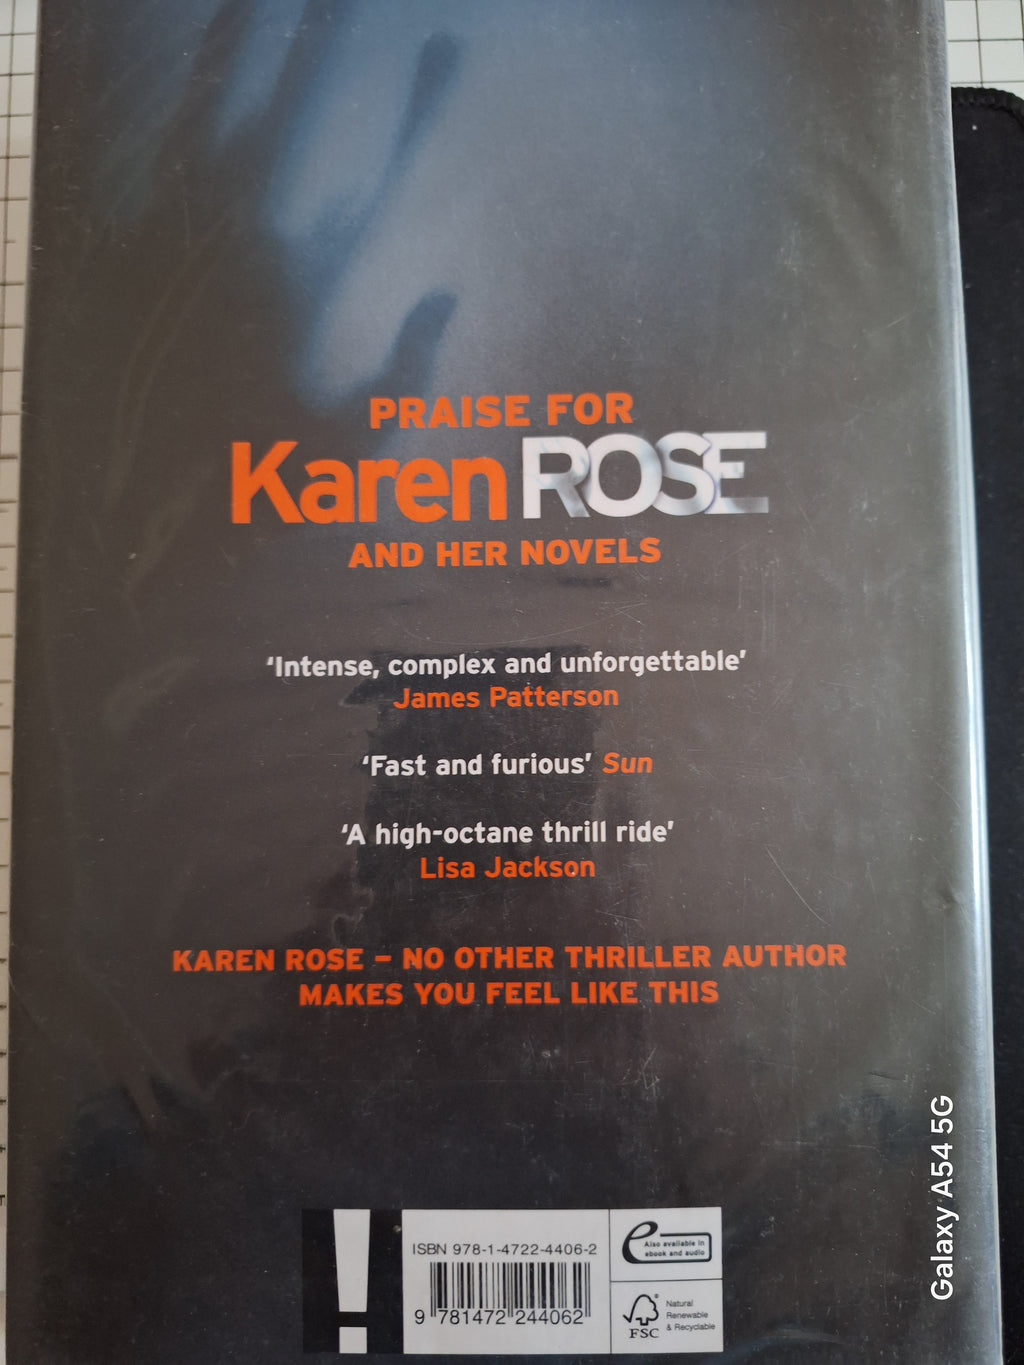 PRAISE FOR
Karen ROSE
AND HER NOVELS
‘Intense, complex and unforgettable’
James Patterson
‘Fast and furious’ Sun
‘A high-octane thrill ride’
Lisa Jackson
KAREN ROSE – NO OTHER THRILLER AUTHOR
MAKES YOU FEEL LIKE THIS
!
ISBN 978-1-4722-4406-2
9 781472 244062
e
Also available in
ebook and audio
FSC
Natural
Renewable
& Recyclable
Galaxy A54 5G